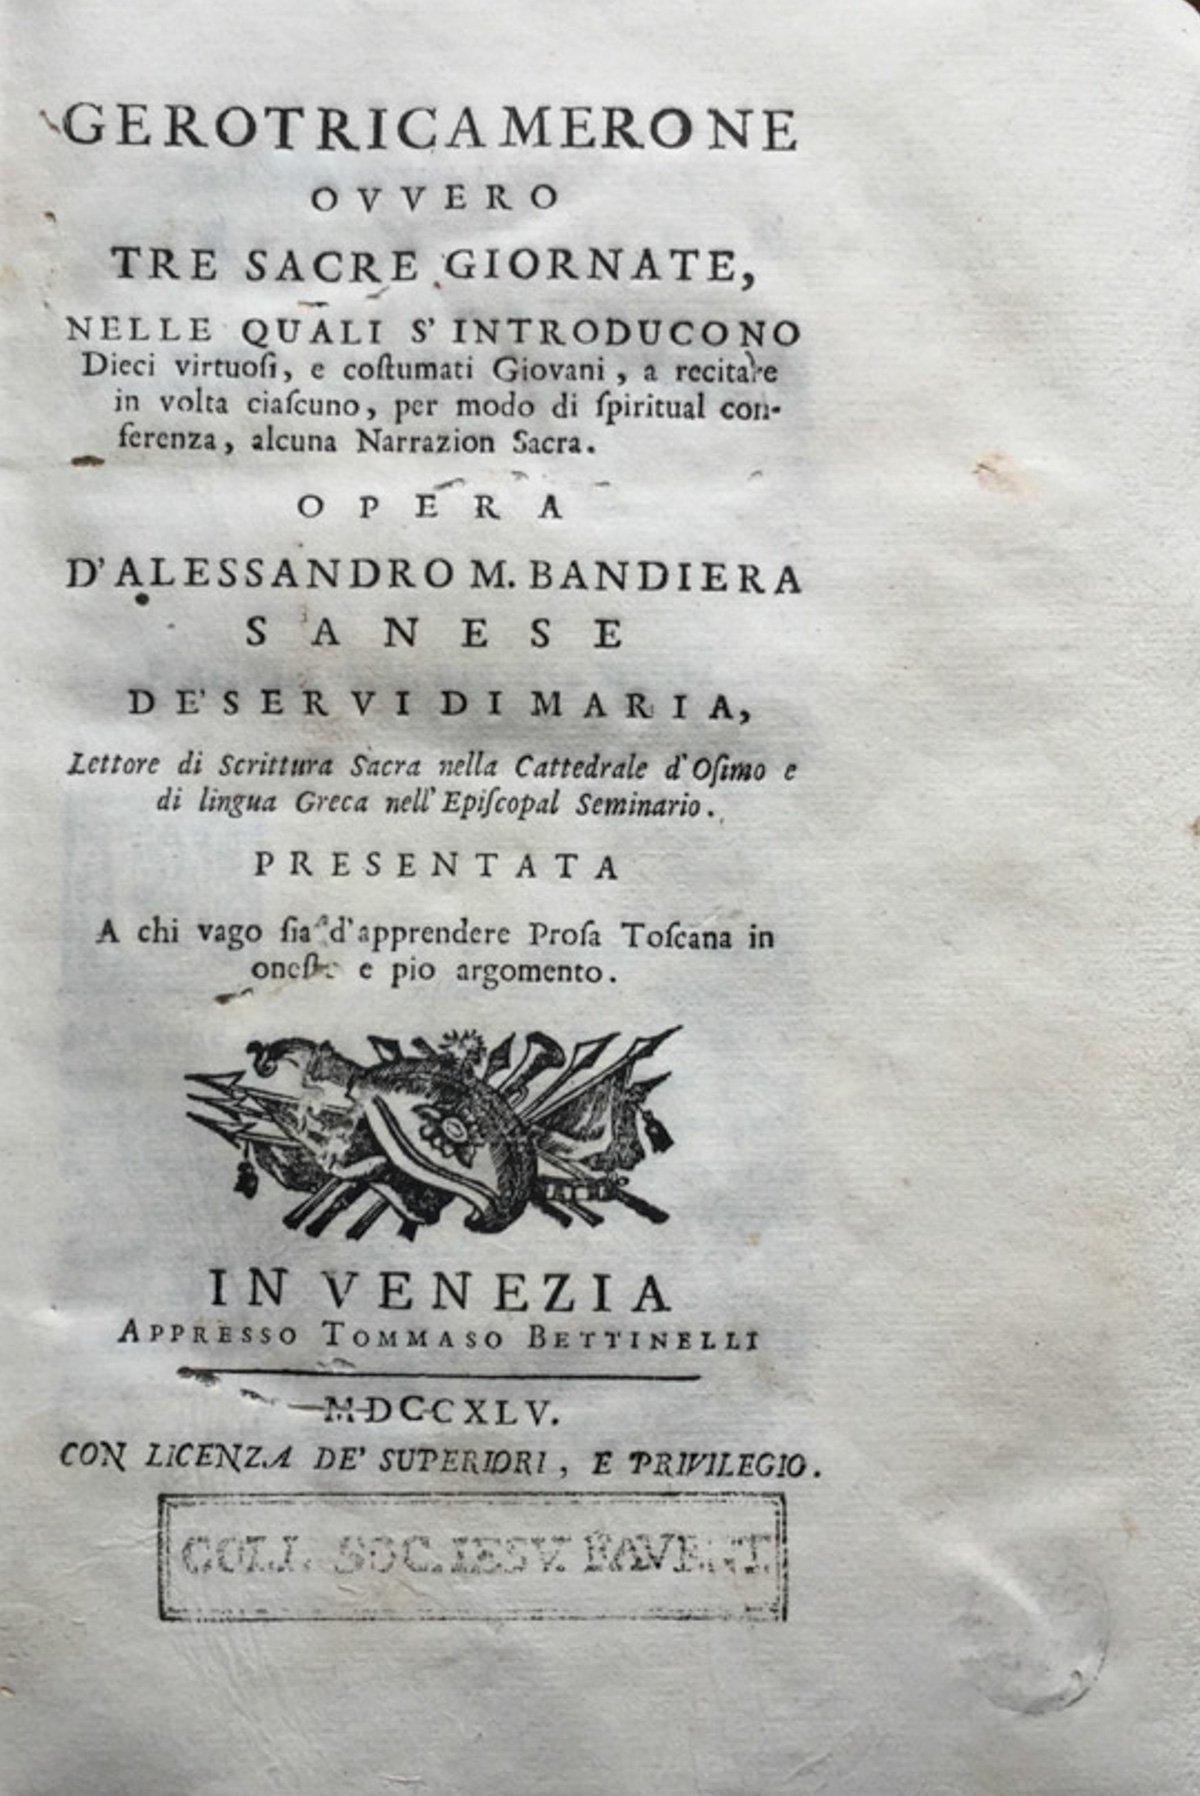 GEROTRICAMERONE
OVVERO
TRE SACRE GIORNATE,
NELLE QUALI S' INTRODUCONO
Dieci virtuoſi, e coſtumati Giovani, a recitare
in volta ciaſcuno, per modo di ſpiritual con-
ferenza, alcuna Narrazion Sacra.
OPERA
D'ALESSANDRO M. BANDIERA
SANESE
DE' SERVI DI MARIA,
Lettore di Scrittura Sacra nella Cattedrale d'Oſimo e
di lingua Greca nell' Epiſcopal Seminario.
PRESENTATA
A chi vago ſia d'apprendere Proſa Toſcana in
oneſto e pio argomento.
IN VENEZIA
APPRESSO TOMMASO BETTINELLI
MDCCXLV.
CON LICENZA DE' SUPERIORI, E PRIVILEGIO.
COLL. SOC. IESV. FAVENT.